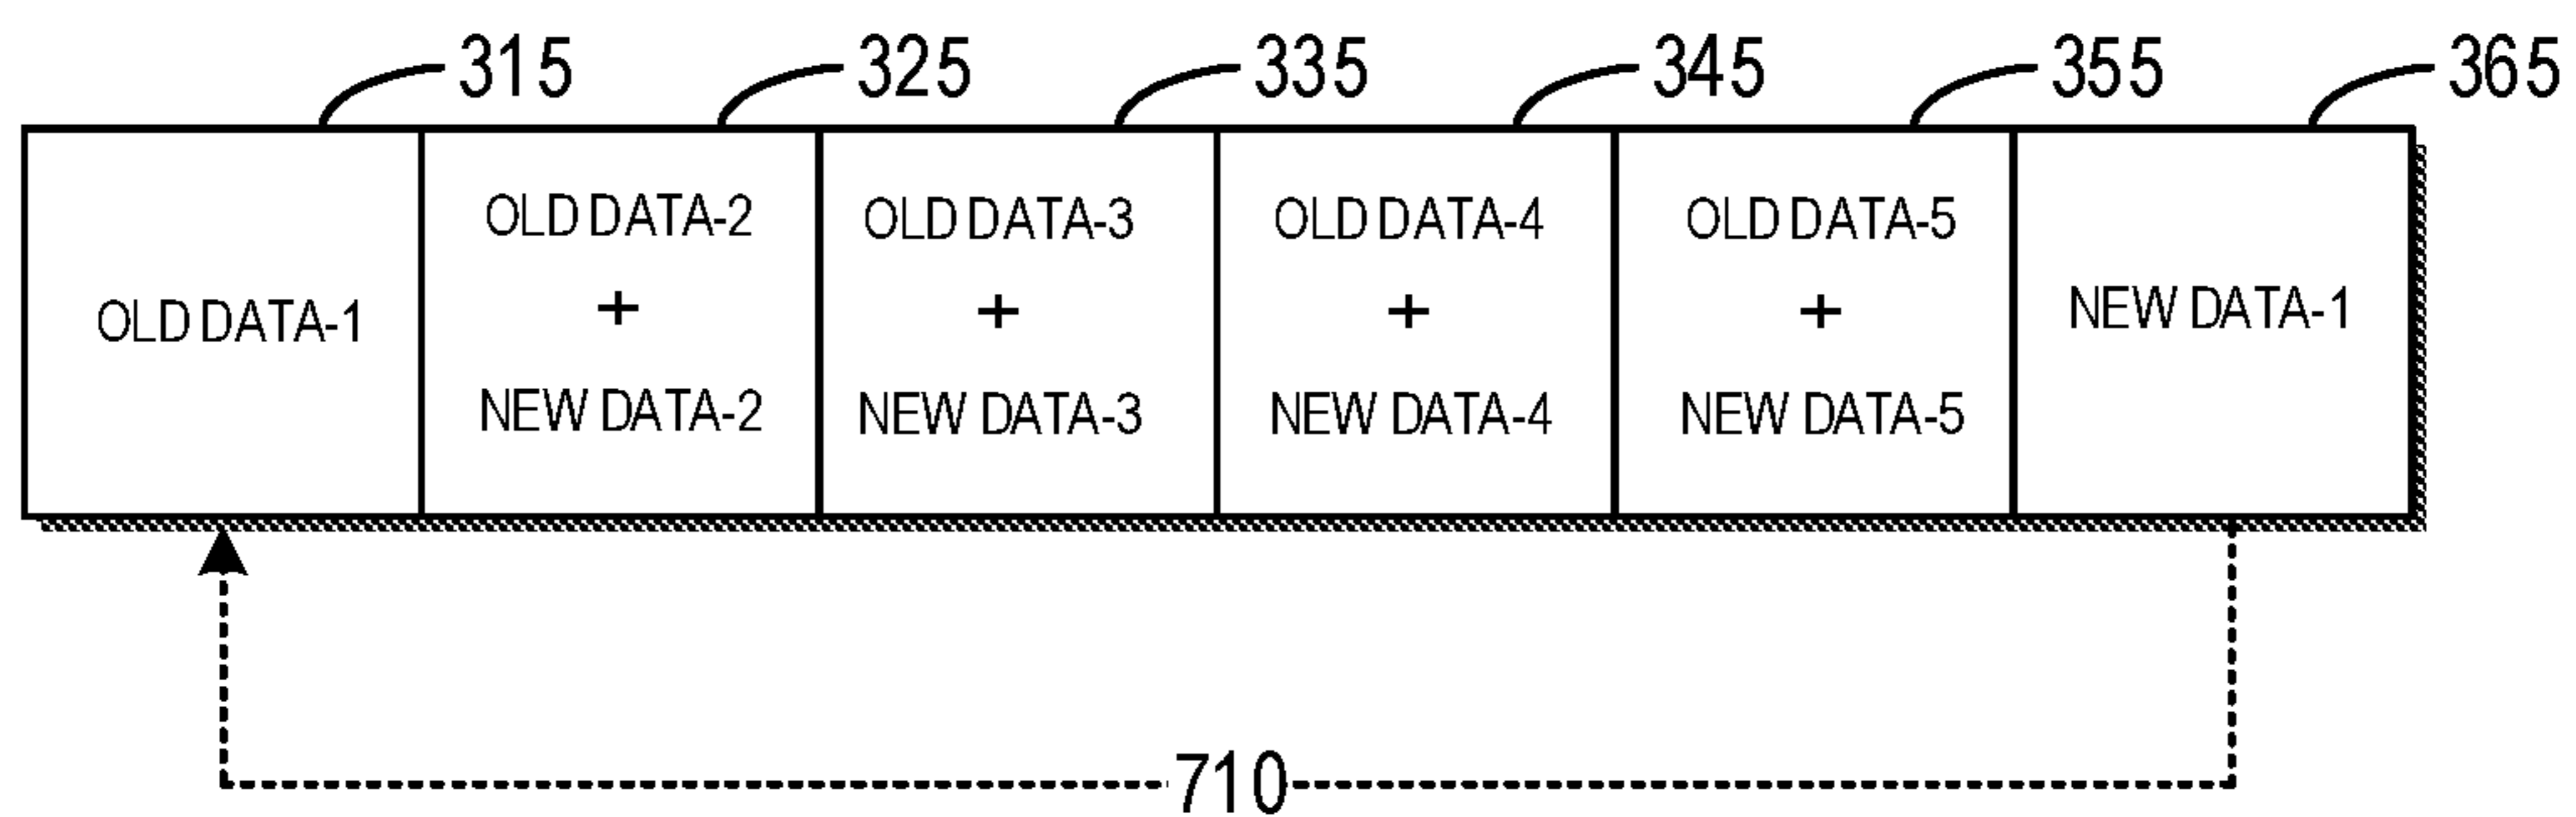 315 325 335 345 355 365
OLD DATA-1
OLD DATA-2
+
NEW DATA-2
OLD DATA-3
+
NEW DATA-3
OLD DATA-4
+
NEW DATA-4
OLD DATA-5
+
NEW DATA-5
NEW DATA-1
710